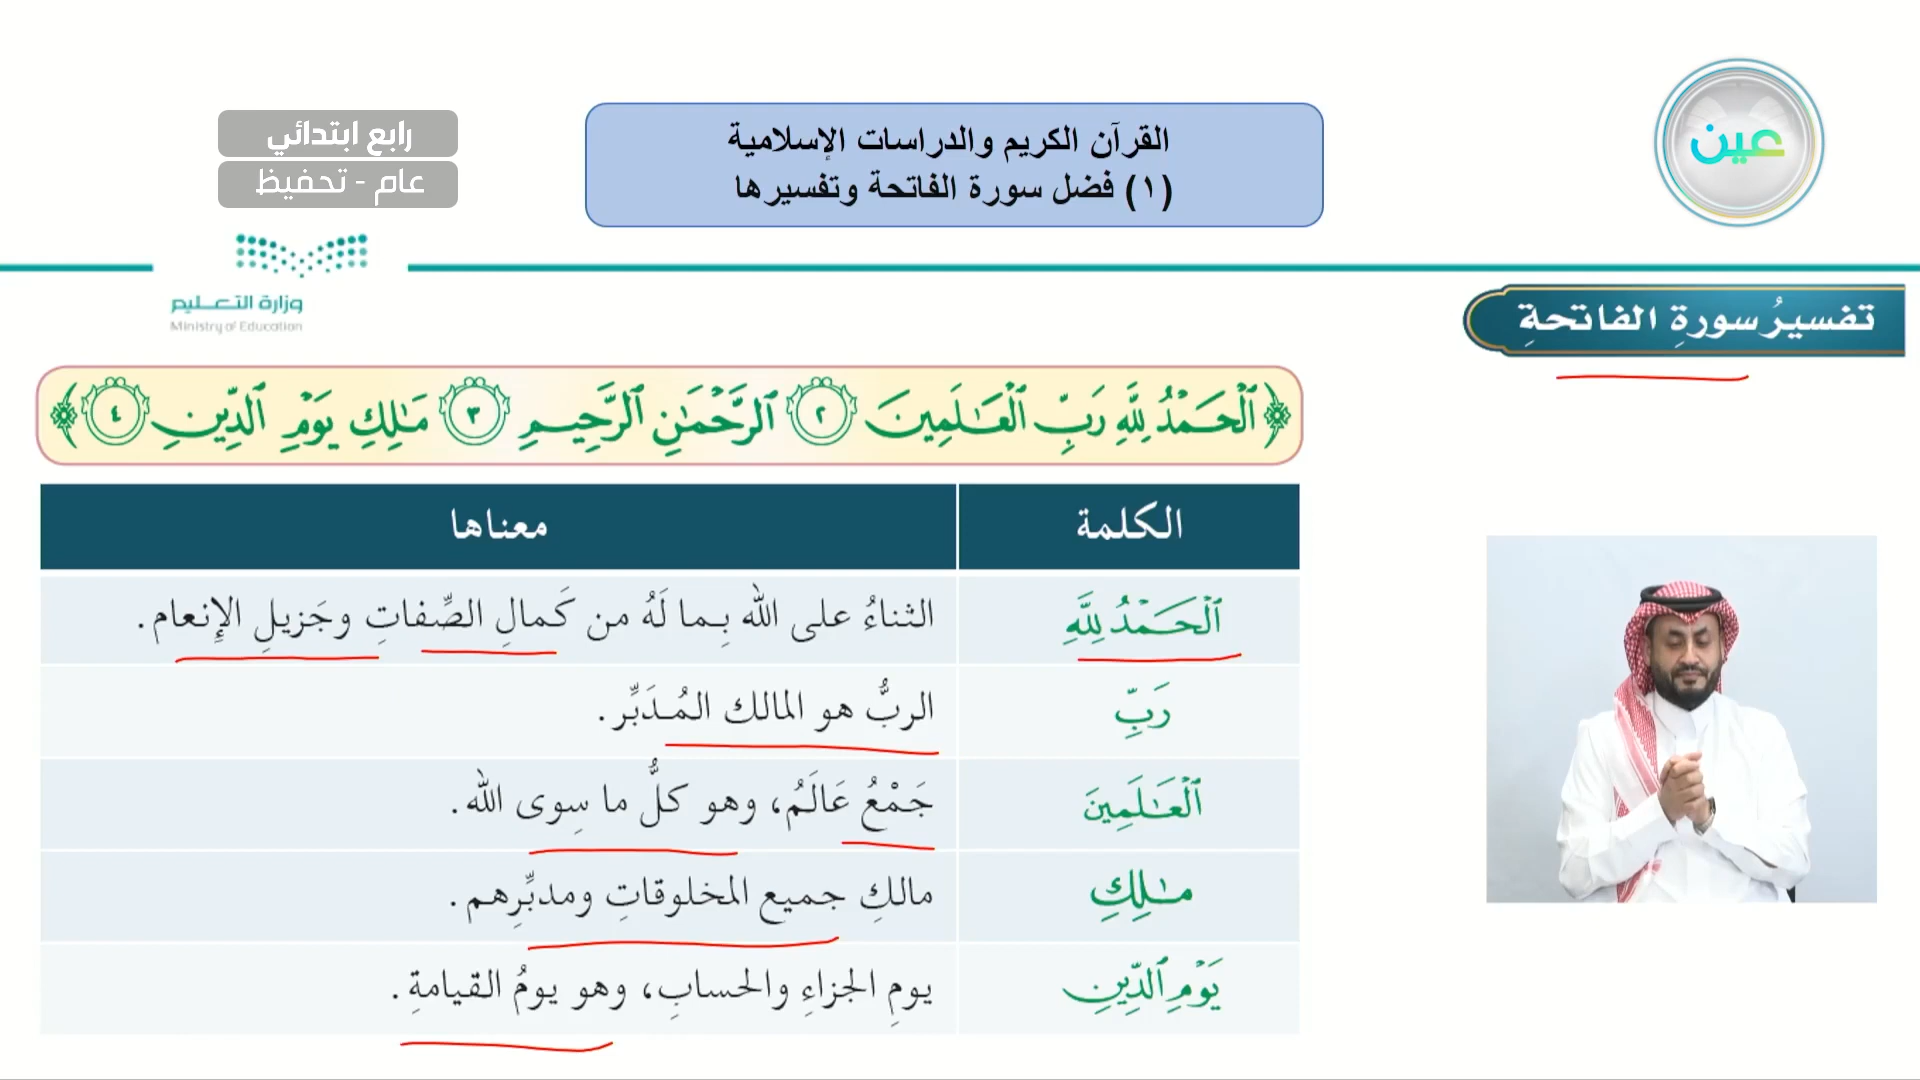 رابع ابتدائي
عام - تحفيظ
القرآن الكريم والدراسات الإسلامية
(١) فضل سورة الفاتحة وتفسيرها
عين
وزارة التعليم
Ministry of Education
تفسيرُ سورةِ الفاتحةِ
﴿ٱلْحَمْدُ لِلَّهِ رَبِّ ٱلْعَـٰلَمِينَ ٢ ٱلرَّحْمَـٰنِ ٱلرَّحِيمِ ٣ مَـٰلِكِ يَوْمِ ٱلدِّينِ ٤﴾
الكلمة معناها
ٱلْحَمْدُ لِلَّهِ الثناءُ على الله بِما لَهُ من كَمالِ الصِّفاتِ وجَزيلِ الإِنعام.
رَبِّ الربُّ هو المالك المُدَبِّر.
ٱلْعَـٰلَمِينَ جَمْعُ عَالَمُ، وهو كلُّ ما سِوى الله.
مَـٰلِكِ مالكِ جميع المخلوقاتِ ومدبِّرِهم.
يَوْمِ ٱلدِّينِ يومِ الجزاءِ والحسابِ، وهو يومُ القيامةِ.